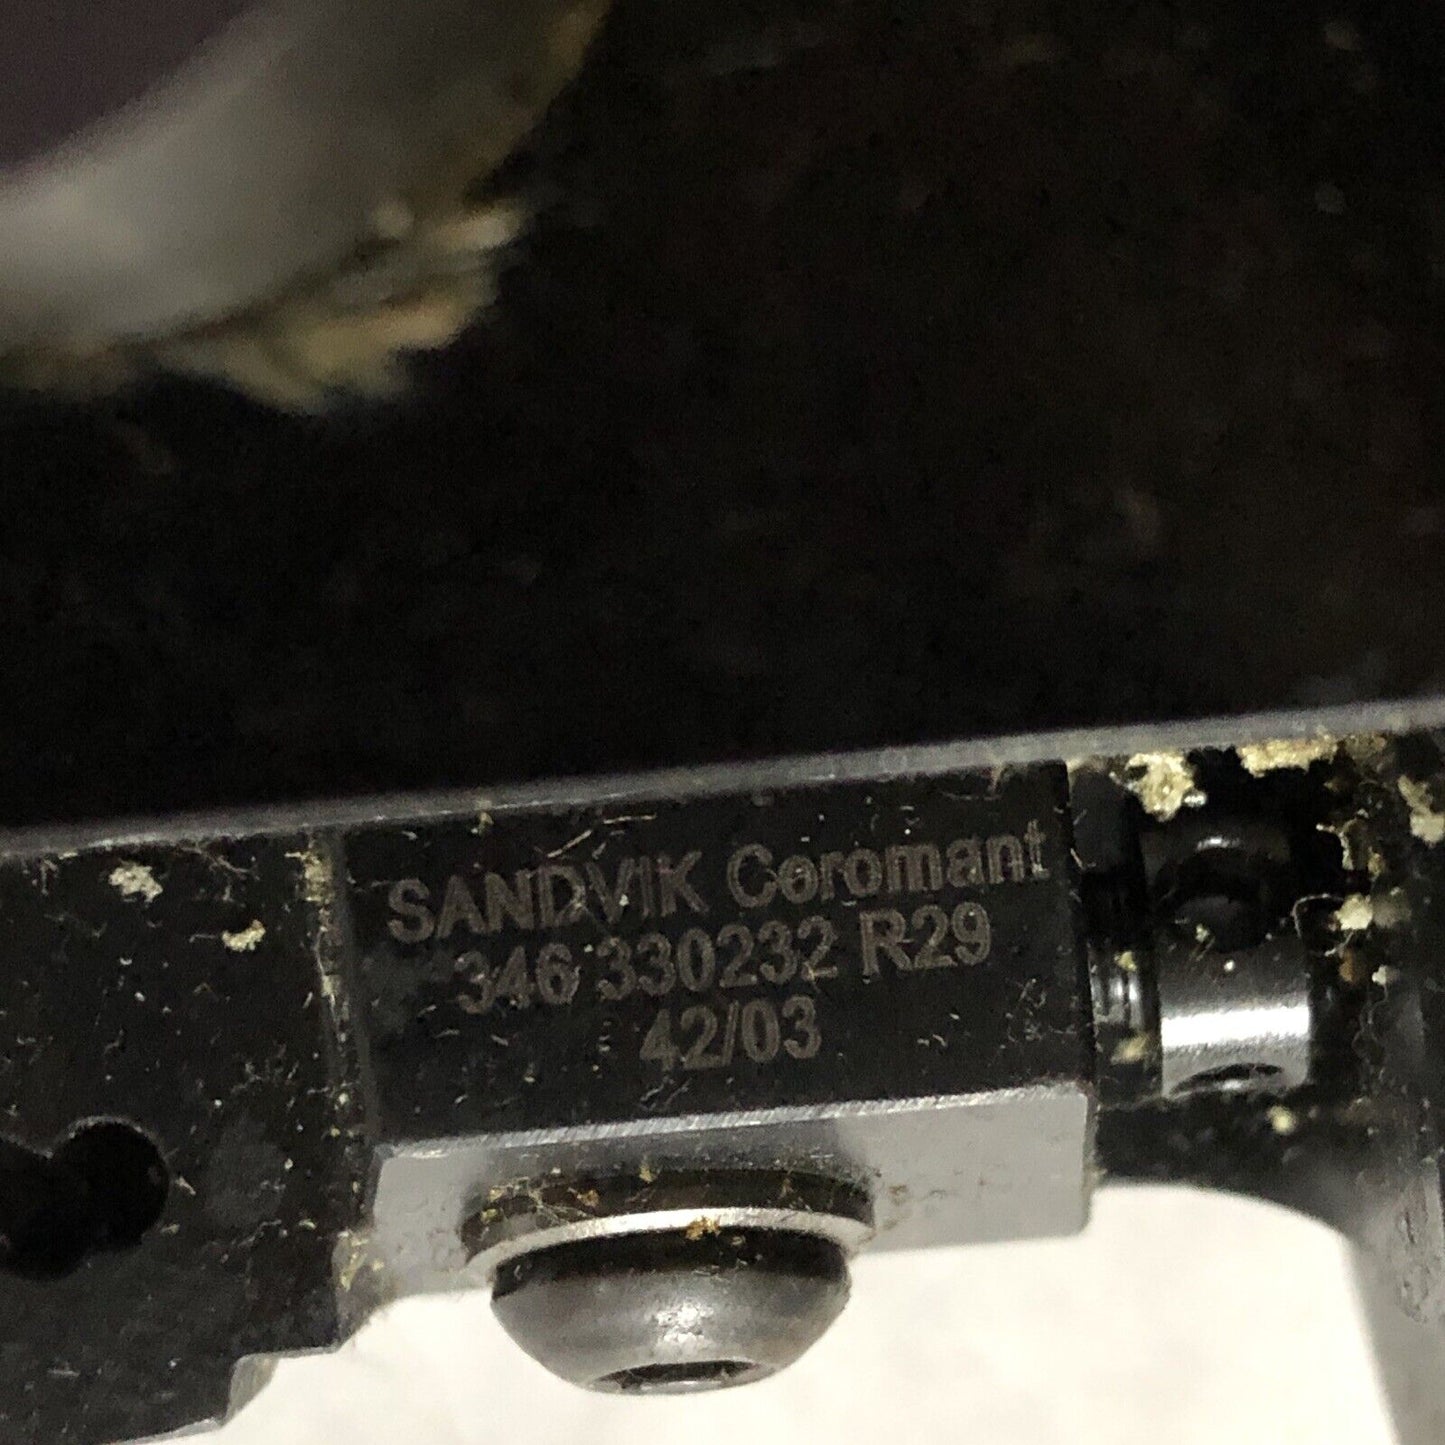 SANDVIK Coromant
346 330232 R29
42/03